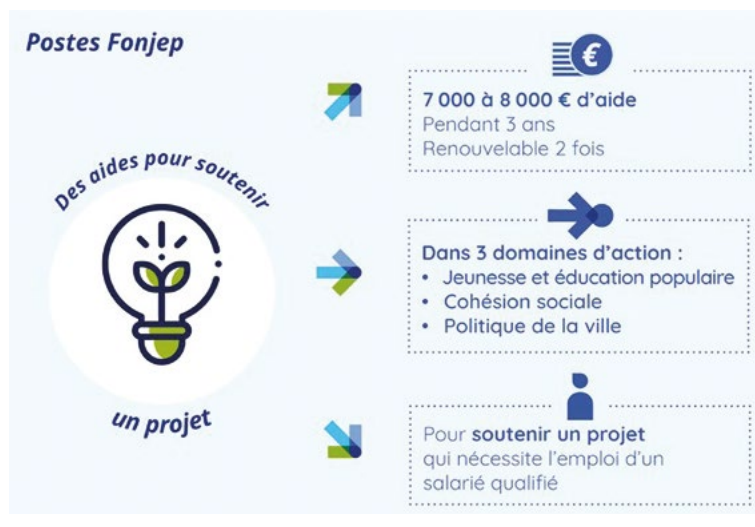 Postes Fonjep
Des aides pour soutenir
un projet
€
7 000 à 8 000 € d'aide
Pendant 3 ans
Renouvelable 2 fois
Dans 3 domaines d'action :
• Jeunesse et éducation populaire
• Cohésion sociale
• Politique de la ville
Pour soutenir un projet
qui nécessite l'emploi d'un
salarié qualifié